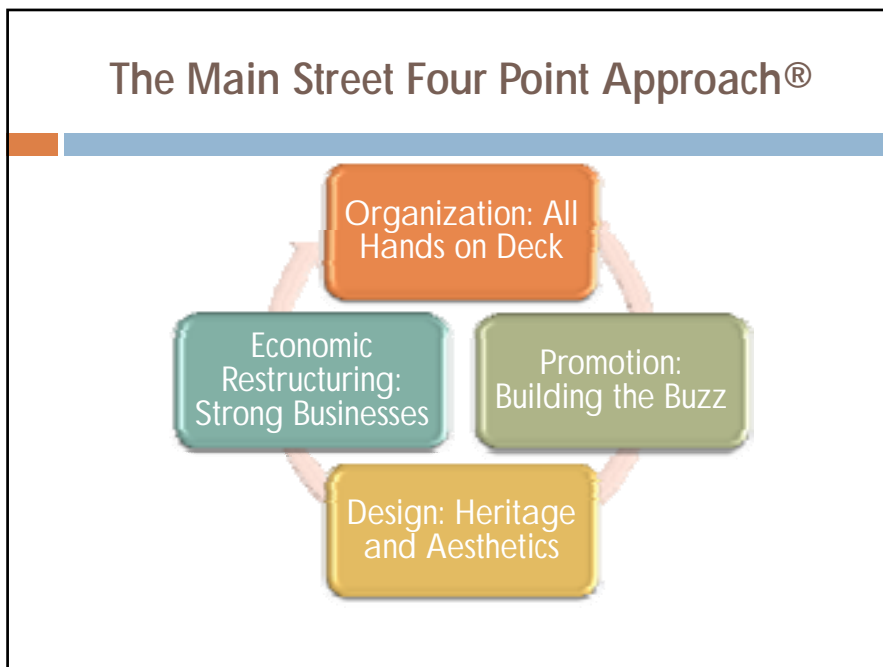 The Main Street Four Point Approach®
Organization: All
Hands on Deck
Economic
Restructuring:
Strong Businesses
Promotion:
Building the Buzz
Design: Heritage
and Aesthetics